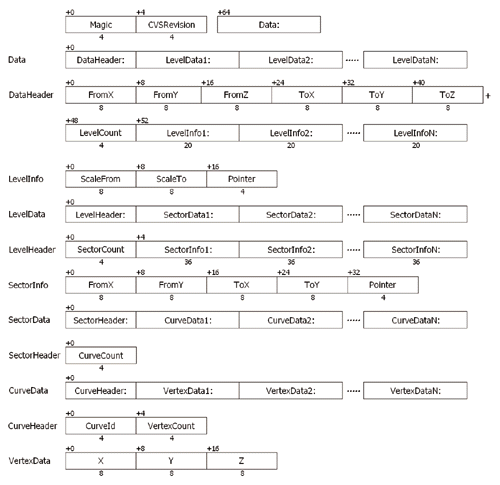 +0 +4 +64
Magic CVSRevision Data:
4 4
+0
Data DataHeader: LevelData1: LevelData2: ..... LevelDataN:
+0 +8 +16 +24 +32 +40
DataHeader FromX FromY FromZ ToX ToY ToZ +
8 8 8 8 8 8
+48 +52
LevelCount LevelInfo1: LevelInfo2: ..... LevelInfoN:
4 20 20 20
+0 +8 +16
LevelInfo ScaleFrom ScaleTo Pointer
8 8 4
+0
LevelData LevelHeader: SectorData1: SectorData2: ..... SectorDataN:
+0 +4
LevelHeader SectorCount SectorInfo1: SectorInfo2: ..... SectorInfoN:
4 36 36 36
+0 +8 +16 +24 +32
SectorInfo FromX FromY ToX ToY Pointer
8 8 8 8 4
+0
SectorData SectorHeader: CurveData1: CurveData2: ..... CurveDataN:
+0
SectorHeader CurveCount
4
+0
CurveData CurveHeader: VertexData1: VertexData2: ..... VertexDataN:
+0 +4
CurveHeader CurveId VertexCount
4 4
+0 +8 +16
VertexData X Y Z
8 8 8